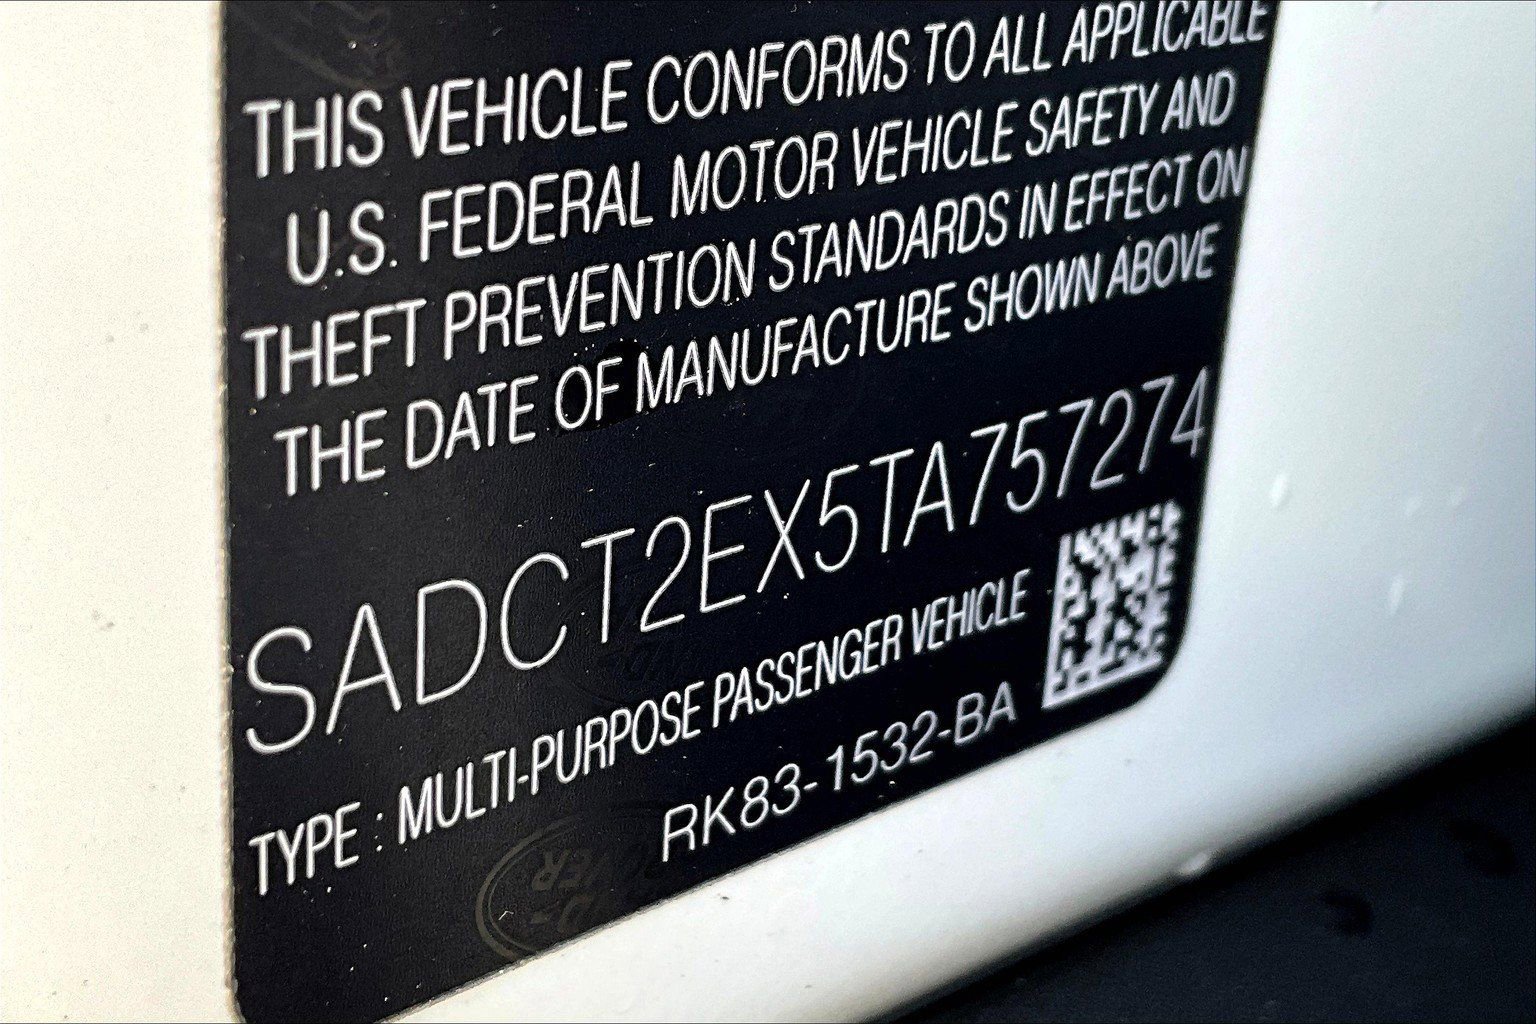 THIS VEHICLE CONFORMS TO ALL APPLICABLE
U.S. FEDERAL MOTOR VEHICLE SAFETY AND
THEFT PREVENTION STANDARDS IN EFFECT ON
THE DATE OF MANUFACTURE SHOWN ABOVE
SADCT2EX5TA757274
TYPE : MULTI-PURPOSE PASSENGER VEHICLE
RK83-1532-BA